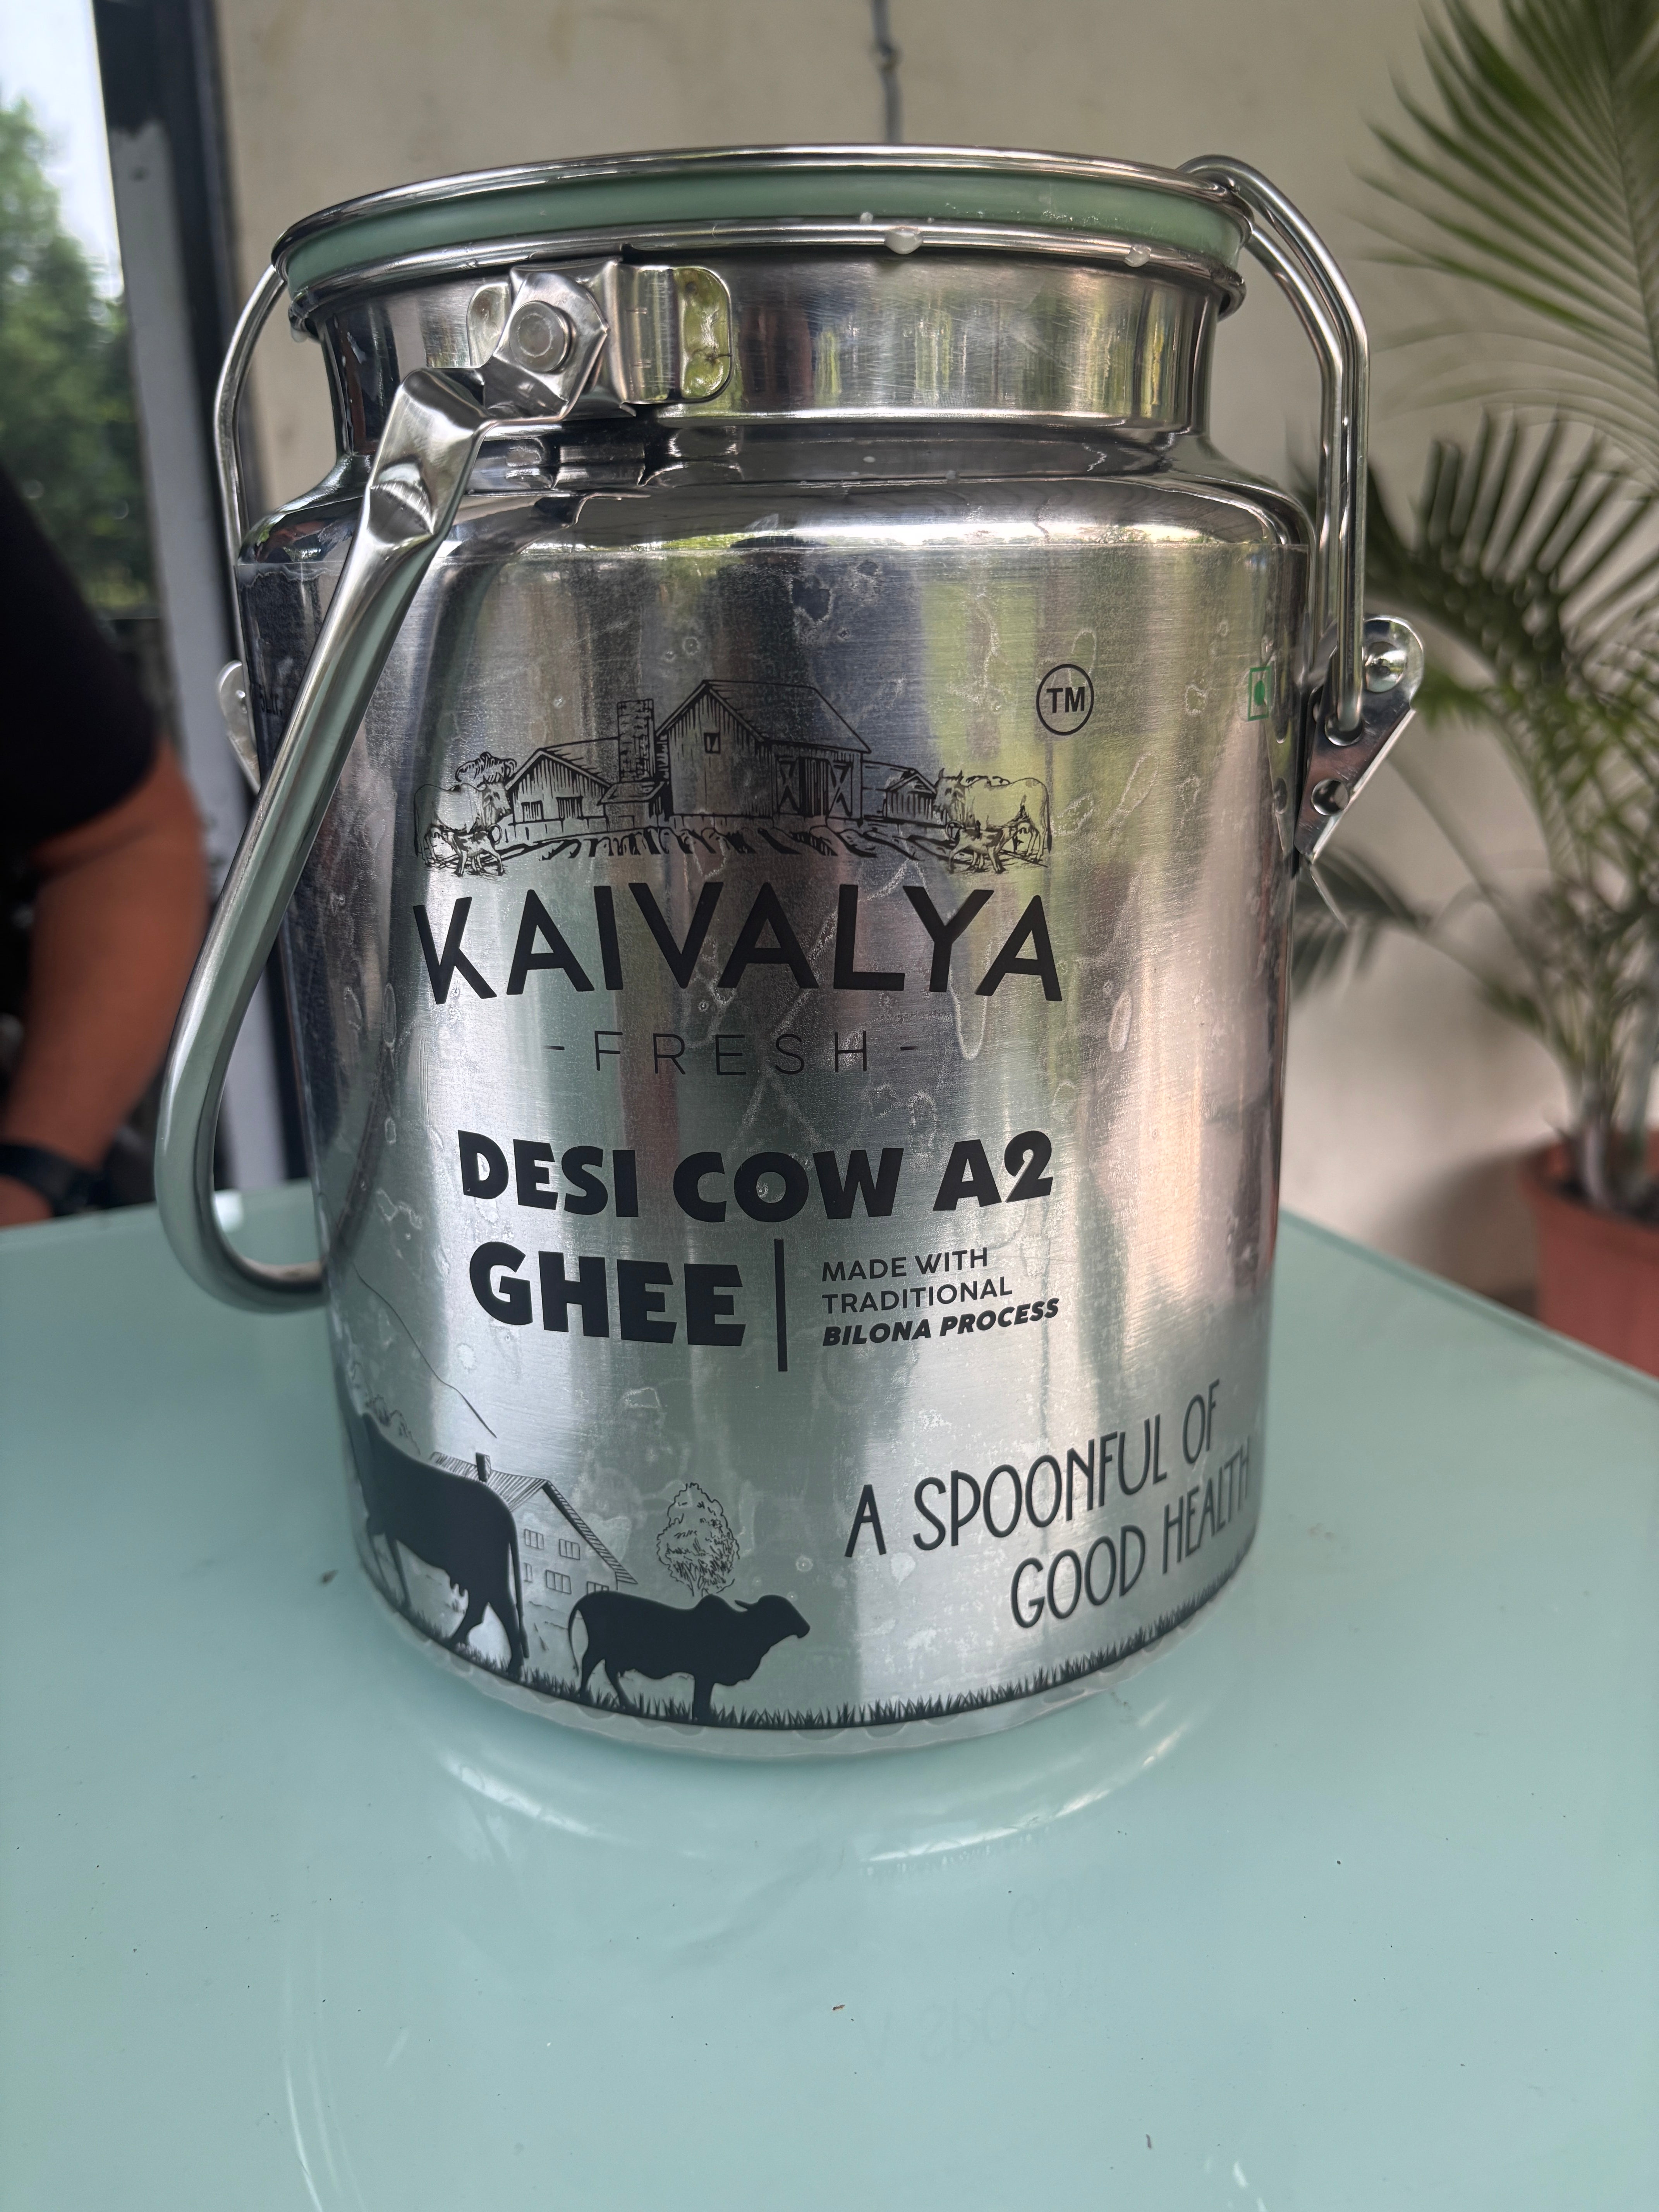 TM
KAIVALYA
- FRESH -
DESI COW A2
GHEE
MADE WITH
TRADITIONAL
BILONA PROCESS
A SPOONFUL OF
GOOD HEALTH